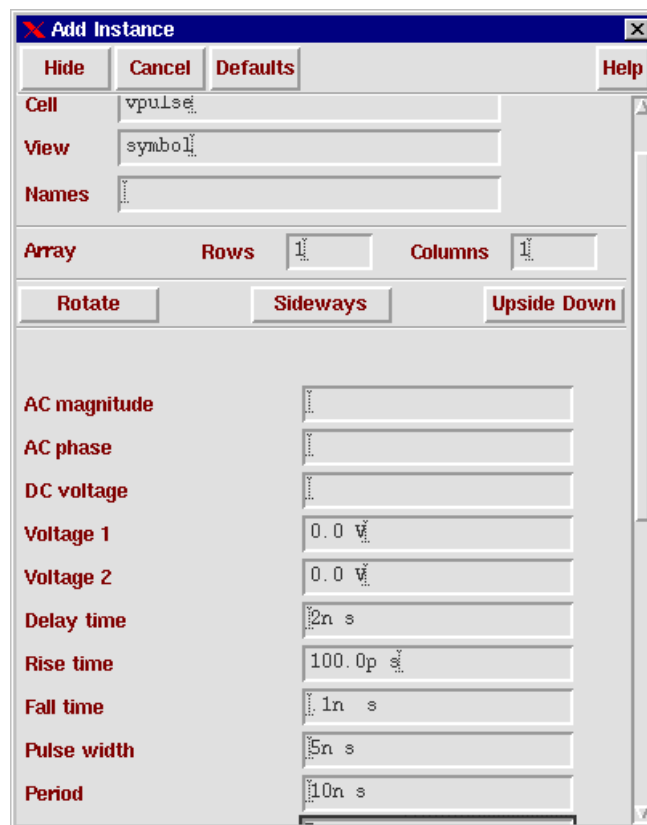 Add Instance
Hide Cancel Defaults Help
Cell vpulse
View symbol
Names
Array Rows 1 Columns 1
Rotate Sideways Upside Down
AC magnitude
AC phase
DC voltage
Voltage 1 0.0 V
Voltage 2 0.0 V
Delay time 2n s
Rise time 100.0p s
Fall time .1n s
Pulse width 5n s
Period 10n s